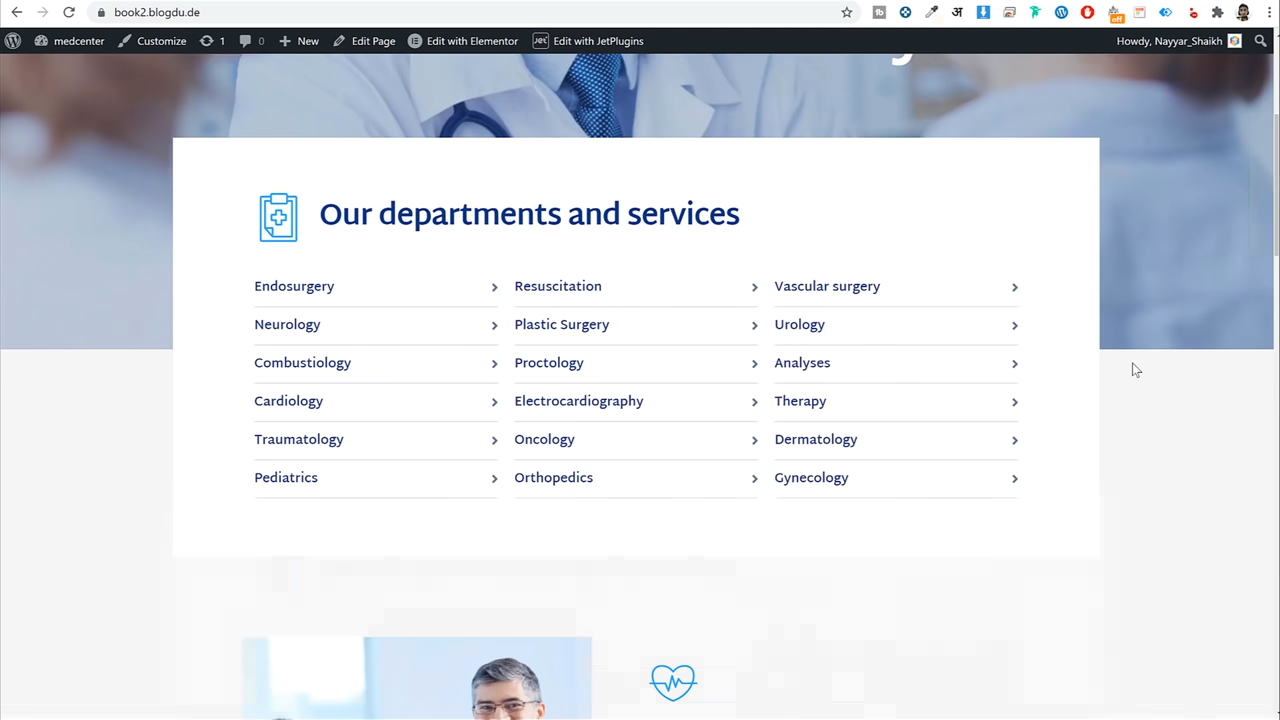 book2.blogdu.de
अ
off
medcenter Customize 1 0 New Edit Page Edit with Elementor Jet Edit with JetPlugins Howdy, Nayyar_Shaikh
Our departments and services
Endosurgery Resuscitation Vascular surgery
Neurology Plastic Surgery Urology
Combustiology Proctology Analyses
Cardiology Electrocardiography Therapy
Traumatology Oncology Dermatology
Pediatrics Orthopedics Gynecology